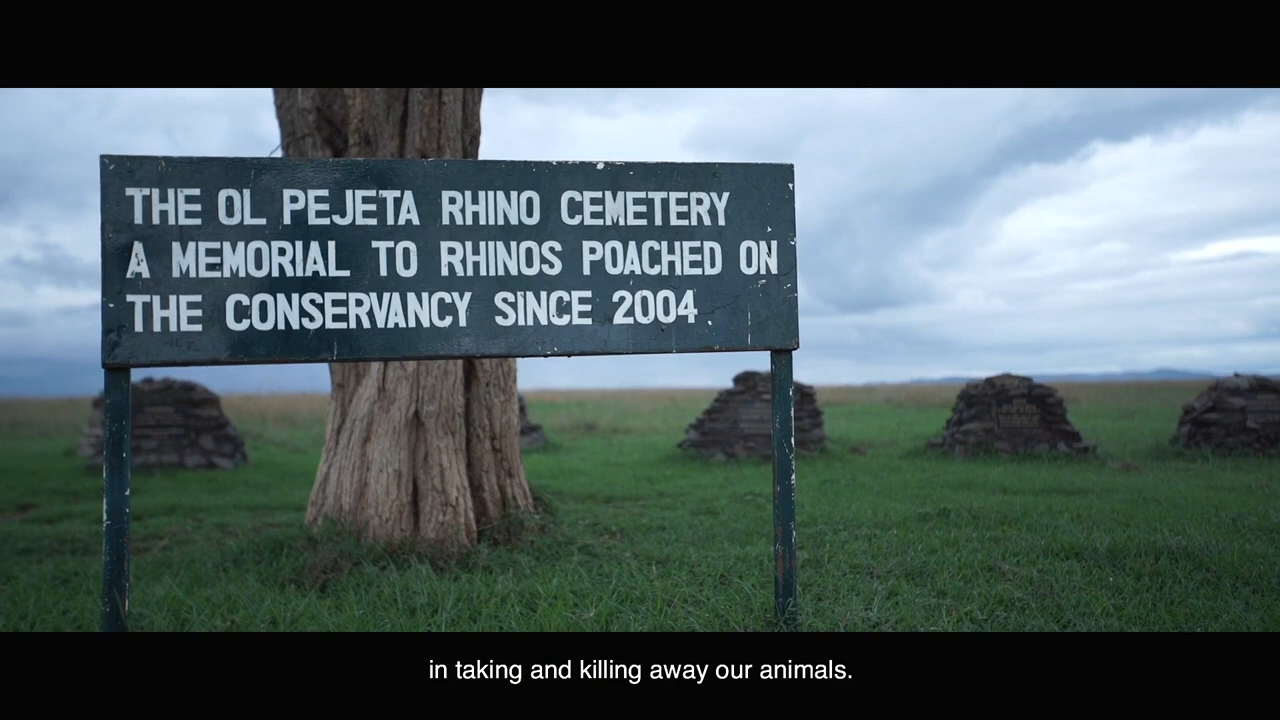 THE OL PEJETA RHINO CEMETERY
A MEMORIAL TO RHINOS POACHED ON
THE CONSERVANCY SINCE 2004
in taking and killing away our animals.